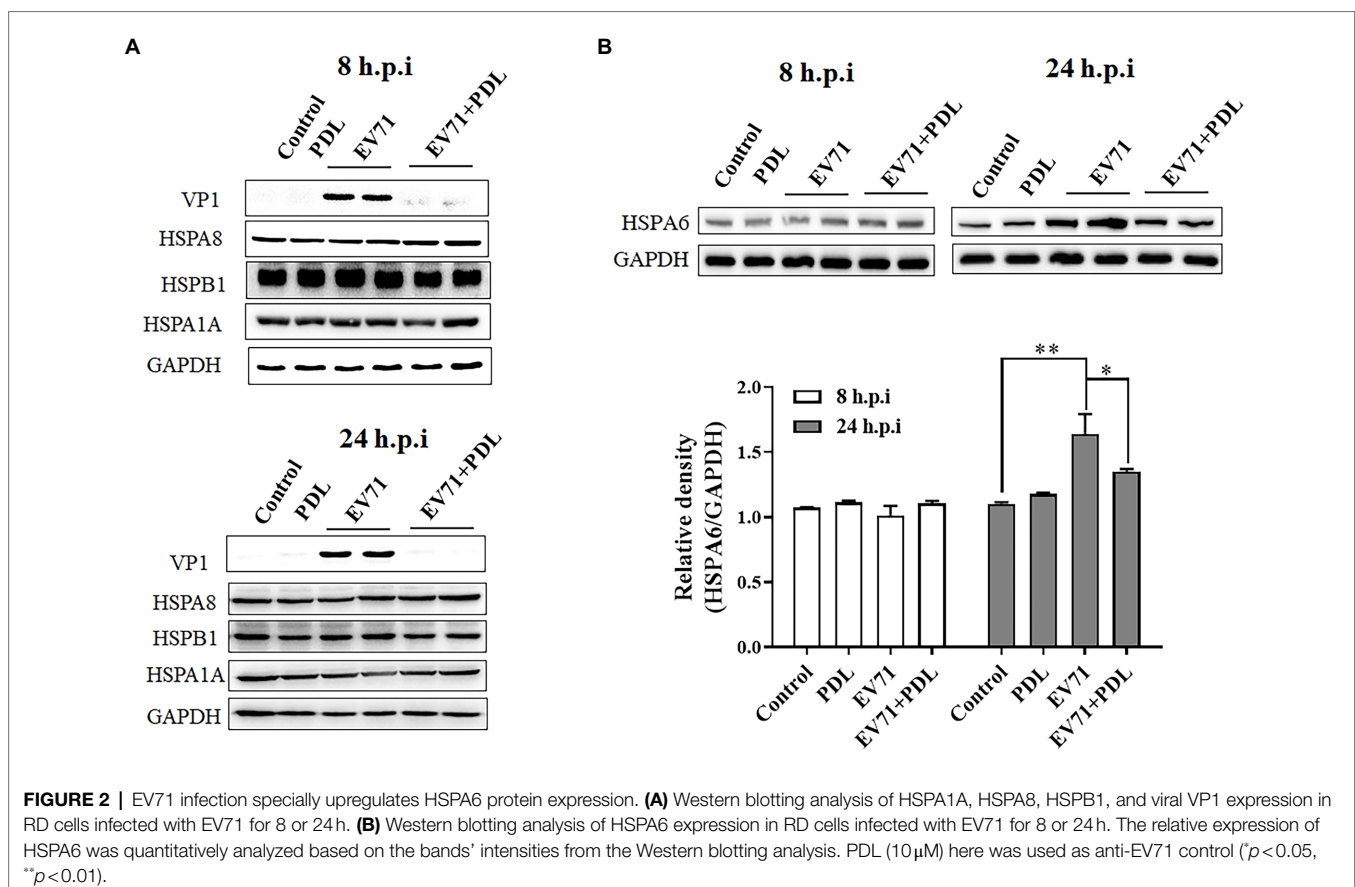 A
8 h.p.i
Control
PDL
EV71
EV71+PDL
VP1
HSPA8
HSPB1
HSPA1A
GAPDH
24 h.p.i
Control
PDL
EV71
EV71+PDL
VP1
HSPA8
HSPB1
HSPA1A
GAPDH
B
8 h.p.i
24 h.p.i
Control
PDL
EV71
EV71+PDL
Control
PDL
EV71
EV71+PDL
HSPA6
GAPDH
**
*
8 h.p.i
24 h.p.i
Relative density
(HSPA6/GAPDH)
2.0
1.5
1.0
0.5
0.0
Control
PDL
EV71
EV71+PDL
Control
PDL
EV71
EV71+PDL
FIGURE 2 | EV71 infection specially upregulates HSPA6 protein expression. (A) Western blotting analysis of HSPA1A, HSPA8, HSPB1, and viral VP1 expression in
RD cells infected with EV71 for 8 or 24 h. (B) Western blotting analysis of HSPA6 expression in RD cells infected with EV71 for 8 or 24 h. The relative expression of
HSPA6 was quantitatively analyzed based on the bands' intensities from the Western blotting analysis. PDL (10 μM) here was used as anti-EV71 control (*p < 0.05,
**p < 0.01).